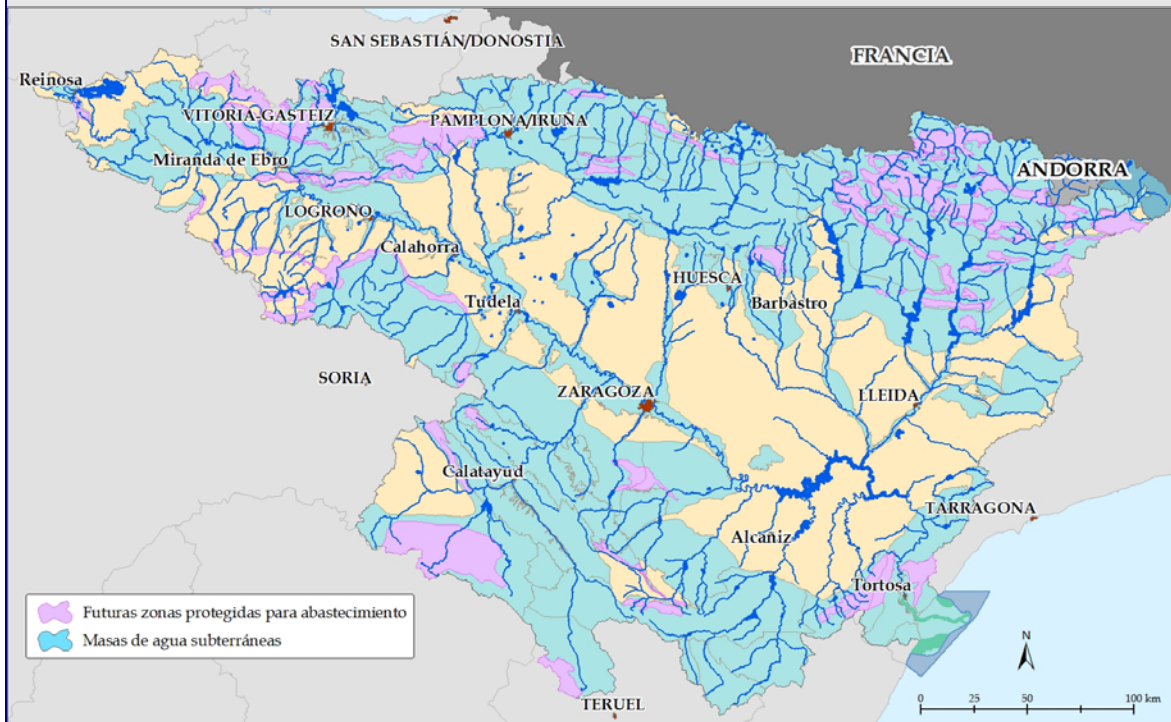 SAN SEBASTIÁN/DONOSTIA
FRANCIA
Reinosa
VITORIA-GASTEIZ
PAMPLONA/IRUÑA
Miranda de Ebro
ANDORRA
LOGROÑO
Calahorra
HUESCA
Tudela
Barbastro
SORIA
ZARAGOZA
LLEIDA
Calatayud
TARRAGONA
Alcañiz
Tortosa
Futuras zonas protegidas para abastecimiento
Masas de agua subterráneas
N
TERUEL
0 25 50 100 km